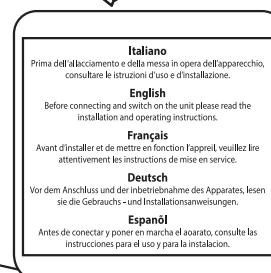 Italiano
Prima dell'allacciamento e della messa in opera dell'apparecchio,
consultare le istruzioni d'uso e d'installazione.
English
Before connecting and switch on the unit please read the
installation and operating instructions.
Français
Avant d'installer et de mettre en fonction l'appreil, veuillez lire
attentivement les instructions de mise en service.
Deutsch
Vor dem Anschluss und der inbetriebnahme des Apparates, lesen
sie die Gebrauchs - und Installationsanweisungen.
Espanõl
Antes de conectar y poner en marcha el aoarato, consulte las
instrucciones para el uso y para la instalacion.